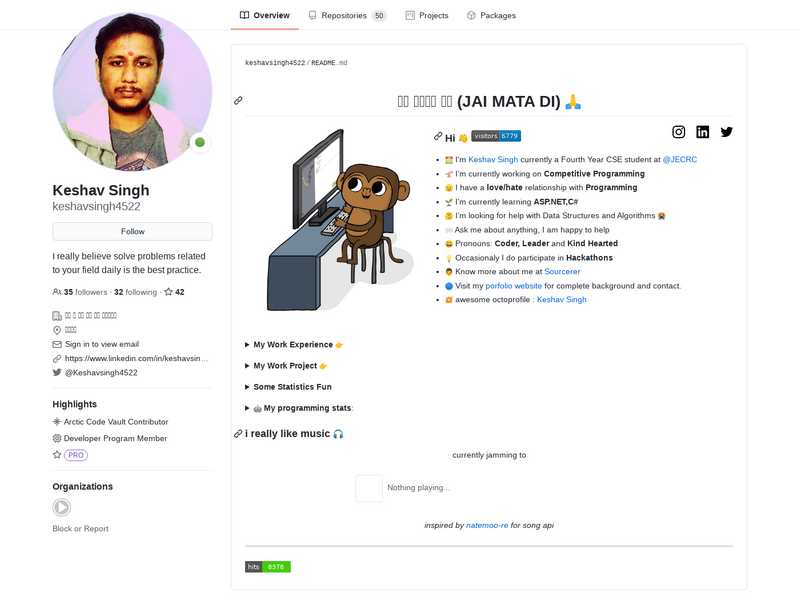 Overview
Repositories 50
Projects
Packages
Keshav Singh
keshavsingh4522
Follow
I really believe solve problems related
to your field daily is the best practice.
35 followers · 32 following · 42
Sign in to view email
https://www.linkedin.com/in/keshavsin...
@Keshavsingh4522
Highlights
Arctic Code Vault Contributor
Developer Program Member
PRO
Organizations
Block or Report
keshavsingh4522 / README.md
(JAI MATA DI) 🙏
Hi 👋 visitors 6779
I'm Keshav Singh currently a Fourth Year CSE student at @JECRC
I'm currently working on Competitive Programming
I have a love/hate relationship with Programming
I'm currently learning ASP.NET,C#
I'm looking for help with Data Structures and Algorithms
Ask me about anything, I am happy to help
Pronouns: Coder, Leader and Kind Hearted
Occasionaly I do participate in Hackathons
Know more about me at Sourcerer
Visit my porfolio website for complete background and contact.
awesome octoprofile : Keshav Singh
My Work Experience 👉
My Work Project 👉
Some Statistics Fun
🤖 My programming stats:
i really like music 🎧
currently jamming to
Nothing playing...
inspired by natemoo-re for song api
hits 8376